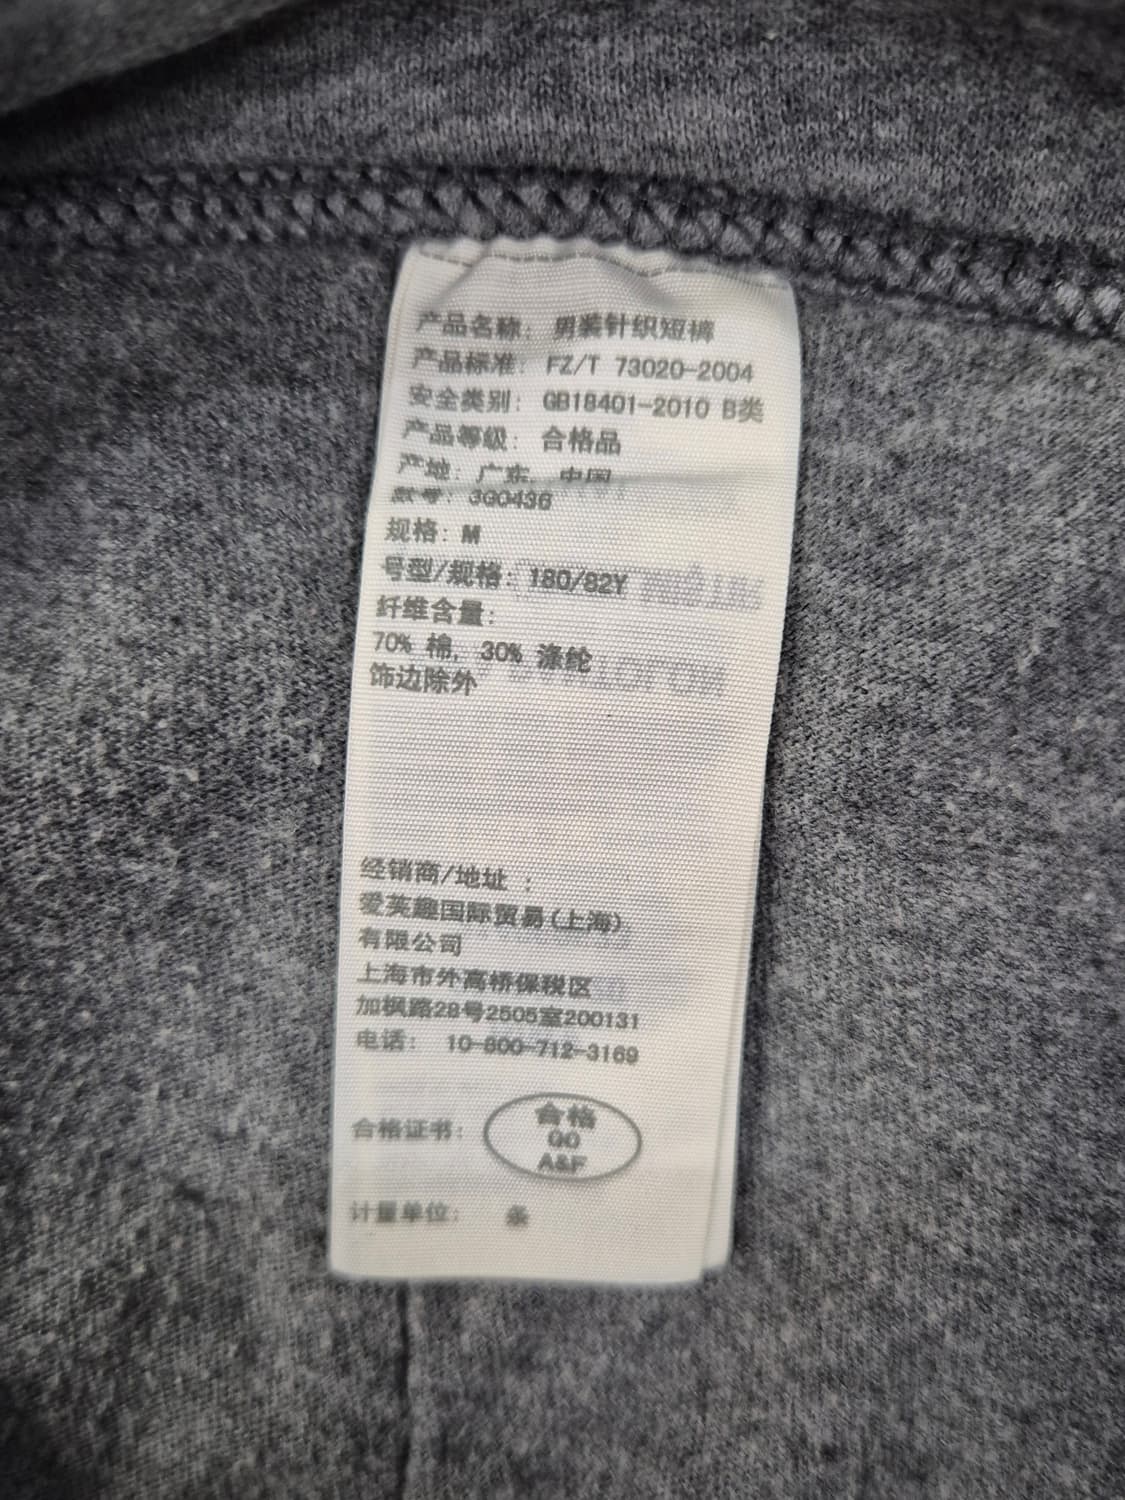 产品名称: 男装针织短裤
产品标准: FZ/T 73020-2004
安全类别: GB18401-2010 B类
产品等级: 合格品
产地: 广东, 中国
款号: 3G0436
规格: M
号型/规格: 180/82Y
纤维含量:
70% 棉, 30% 涤纶
饰边除外
经销商/地址 :
爱芙趣国际贸易(上海)
有限公司
上海市外高桥保税区
加枫路28号2505室200131
电话: 10-800-712-3169
合格证书:
合格
A&F
计量单位: 条